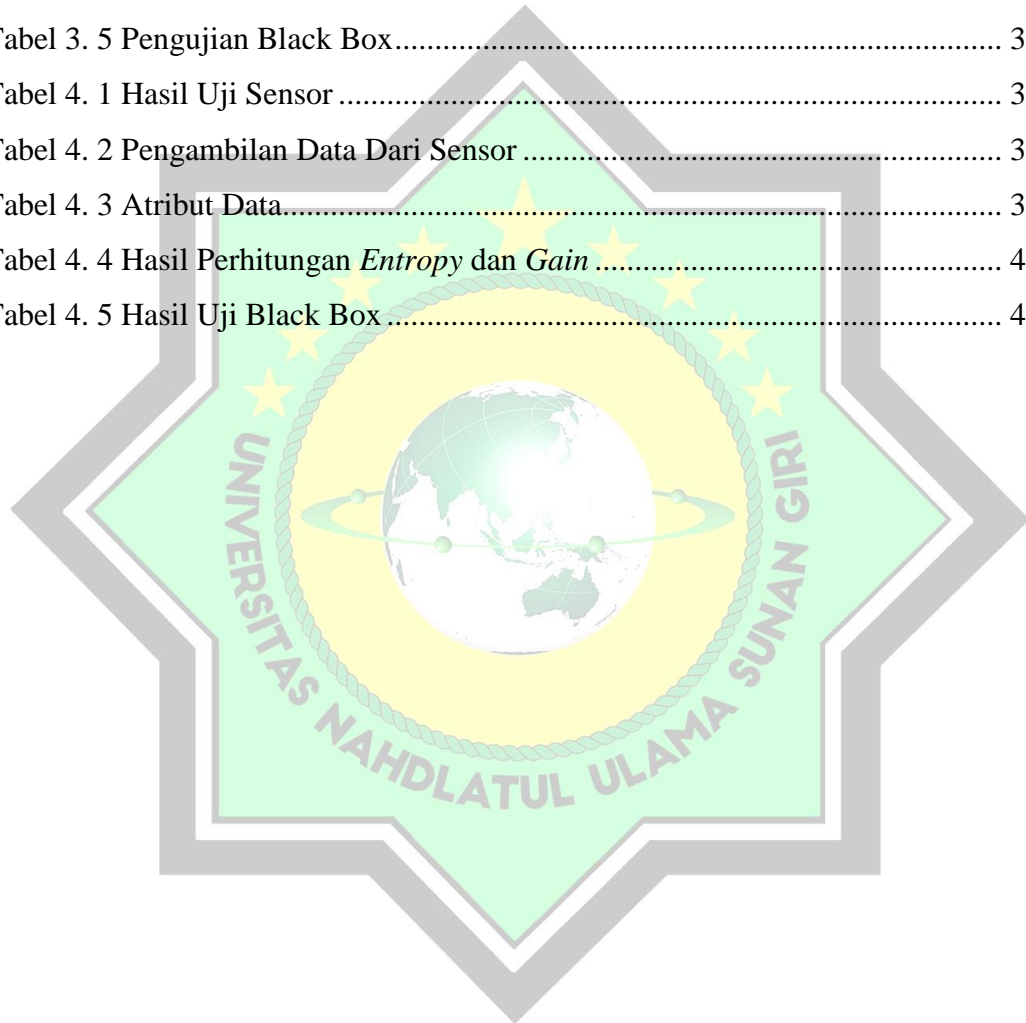 Tabel 3. 5 Pengujian Black Box........................................................................... 3
Tabel 4. 1 Hasil Uji Sensor .................................................................................. 3
Tabel 4. 2 Pengambilan Data Dari Sensor ........................................................... 3
Tabel 4. 3 Atribut Data......................................................................................... 3
Tabel 4. 4 Hasil Perhitungan Entropy dan Gain .................................................. 4
Tabel 4. 5 Hasil Uji Black Box ............................................................................ 4
UNIVERSITAS NAHDLATUL ULAMA SUNAN GIRI